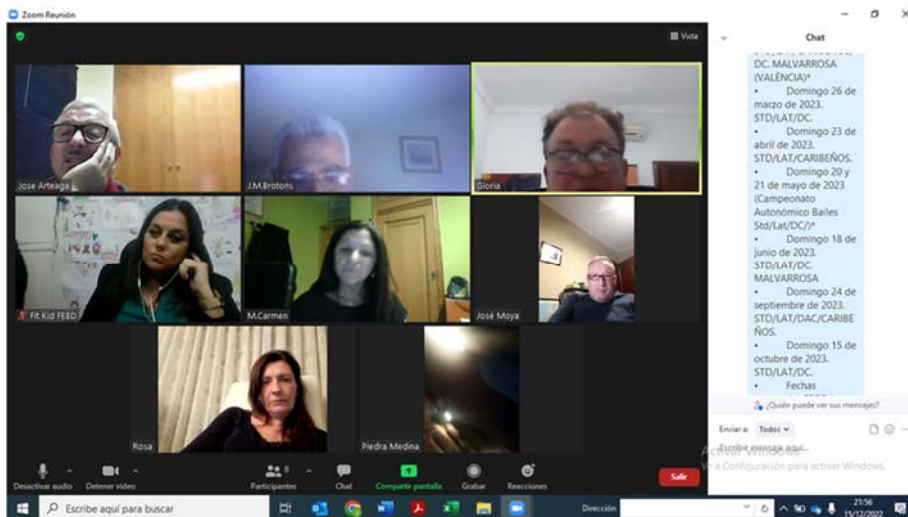 Zoom Reunión
Vista
Jose Arteaga
J.M.Brotons
Gloria
Fit Kid FEBD
M.Carmen
José Moya
Rosa
Piedra Medina
Desactivar audio
Detener video
Participantes
8
Chat
Compartir pantalla
Grabar
Reacciones
Salir
Chat
DC. MALVARROSA
(VALÈNCIA)*
• Domingo 26 de
marzo de 2023.
STD/LAT/DC.
• Domingo 23 de
abril de 2023.
STD/LAT/CARIBEÑOS.
• Domingo 20 y
21 de mayo de 2023
(Campeonato
Autonómico Bailes
Std/Lat/DC/)*
• Domingo 18 de
junio de 2023.
STD/LAT/DC.
MALVARROSA
• Domingo 24 de
septiembre de 2023.
STD/LAT/DAC/CARIBE
ÑOS.
• Domingo 15 de
octubre de 2023.
STD/LAT/DC.
• Fechas
¿Quién puede ver sus mensajes?
Enviar a: Todos
Escribir mensaje aquí...
Activar Windows
Ve a Configuración para activar Windows.
Escribe aquí para buscar
Dirección
21:56
15/12/2022